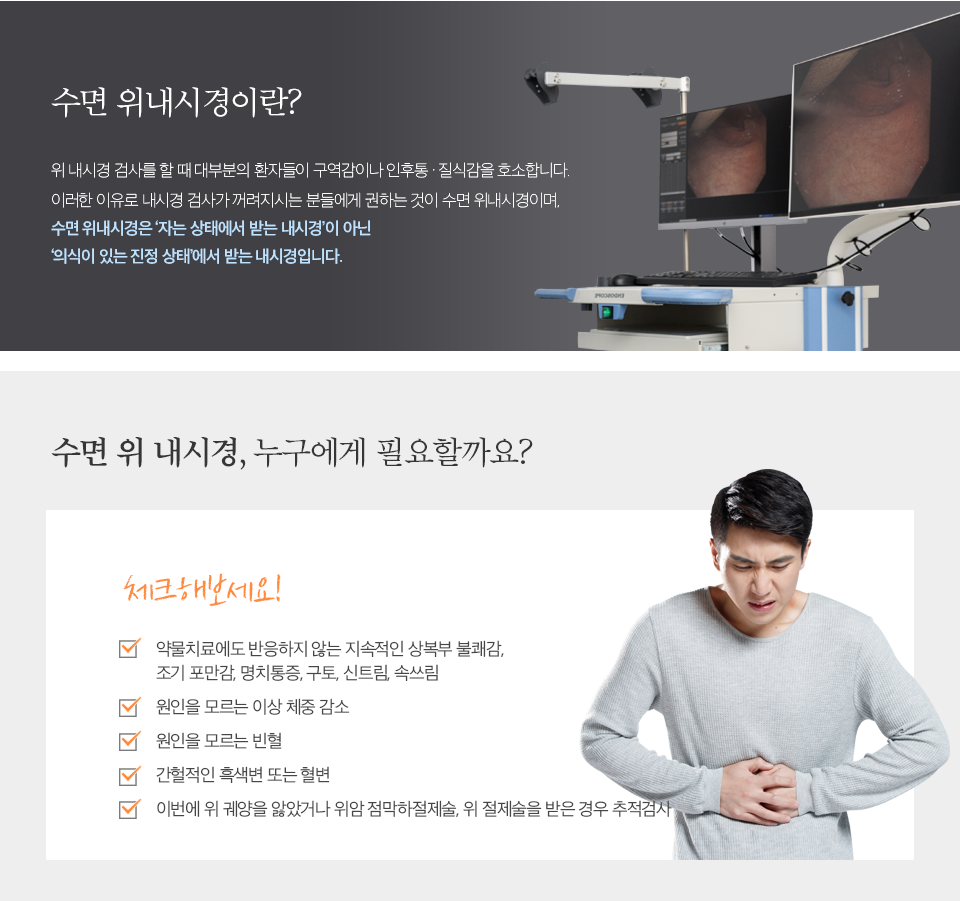 수면 위내시경이란?
위 내시경 검사를 할 때 대부분의 환자들이 구역감이나 인후통 · 질식감을 호소합니다.
이러한 이유로 내시경 검사가 꺼려지시는 분들에게 권하는 것이 수면 위내시경이며,
수면 위내시경은 ‘자는 상태에서 받는 내시경’이 아닌
‘의식이 있는 진정 상태’에서 받는 내시경입니다.
ENDOSCOPE
수면 위 내시경, 누구에게 필요할까요?
체크해보세요!
약물치료에도 반응하지 않는 지속적인 상복부 불쾌감,
조기 포만감, 명치통증, 구토, 신트림, 속쓰림
원인을 모르는 이상 체중 감소
원인을 모르는 빈혈
간헐적인 흑색변 또는 혈변
이번에 위 궤양을 앓았거나 위암 점막하절제술, 위 절제술을 받은 경우 추적검사